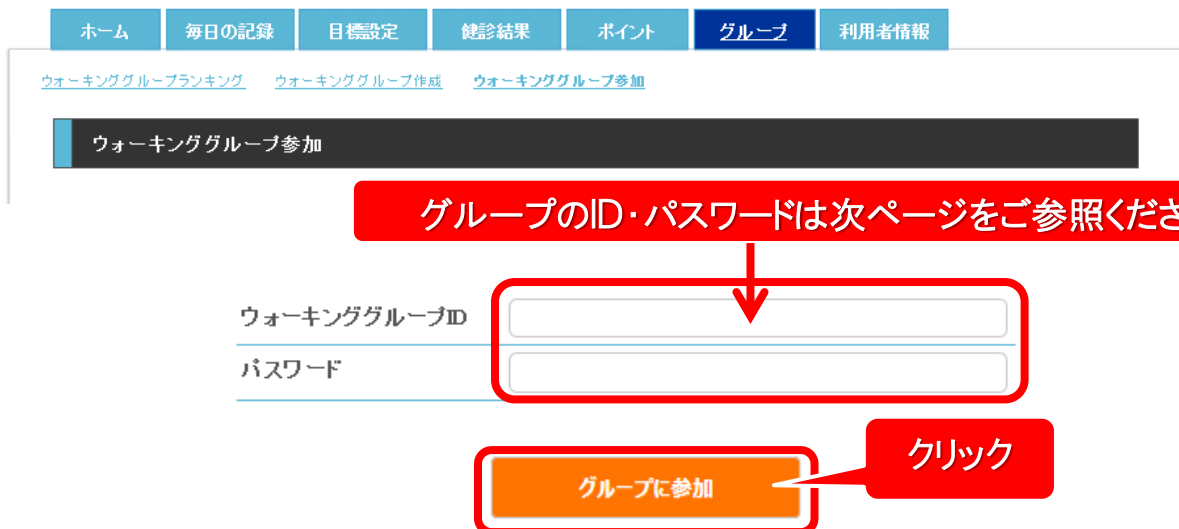 ホーム 毎日の記録 目標設定 健診結果 ポイント グループ 利用者情報
ウォーキンググループランキング ウォーキンググループ作成 ウォーキンググループ参加
ウォーキンググループ参加
グループのID・パスワードは次ページをご参照くださ
ウォーキンググループID
パスワード
クリック
グループに参加